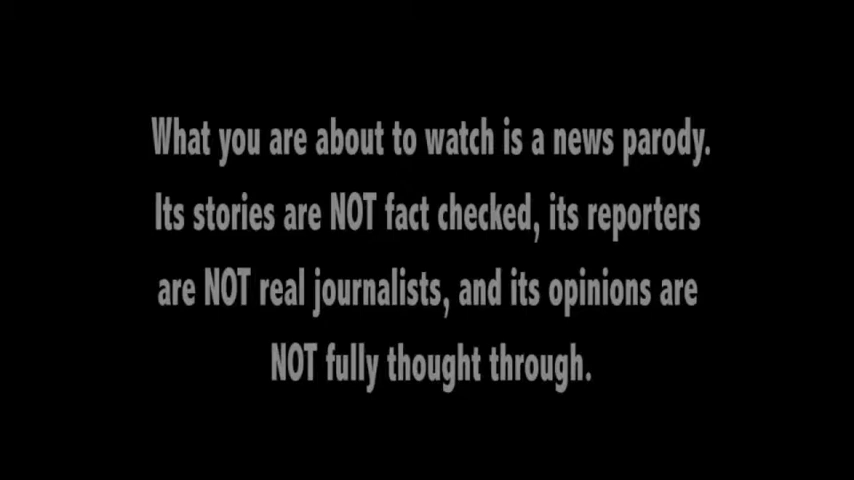 What you are about to watch is a news parody.
Its stories are NOT fact checked, its reporters
are NOT real journalists, and its opinions are
NOT fully thought through.